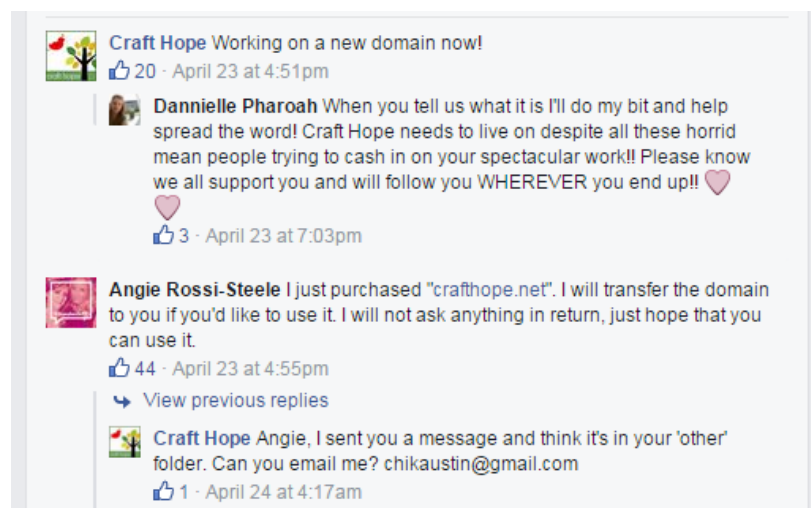 Craft Hope Working on a new domain now!
20 · April 23 at 4:51pm
Dannielle Pharoah When you tell us what it is I'll do my bit and help
spread the word! Craft Hope needs to live on despite all these horrid
mean people trying to cash in on your spectacular work!! Please know
we all support you and will follow you WHEREVER you end up!!
3 · April 23 at 7:03pm
Angie Rossi-Steele I just purchased "crafthope.net". I will transfer the domain
to you if you'd like to use it. I will not ask anything in return, just hope that you
can use it.
44 · April 23 at 4:55pm
View previous replies
Craft Hope Angie, I sent you a message and think it's in your 'other'
folder. Can you email me? chikaustin@gmail.com
1 · April 24 at 4:17am